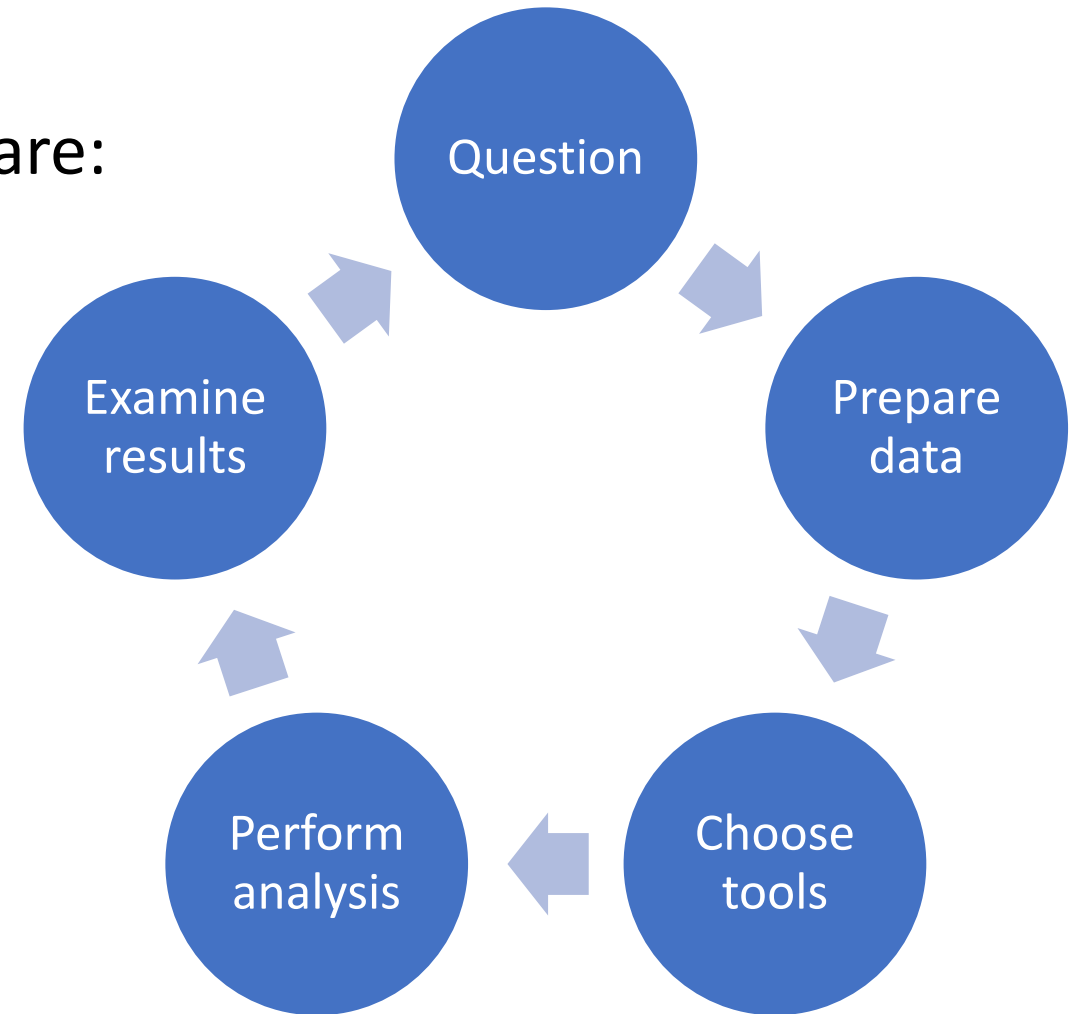 are:
Question
Prepare
data
Choose
tools
Perform
analysis
Examine
results